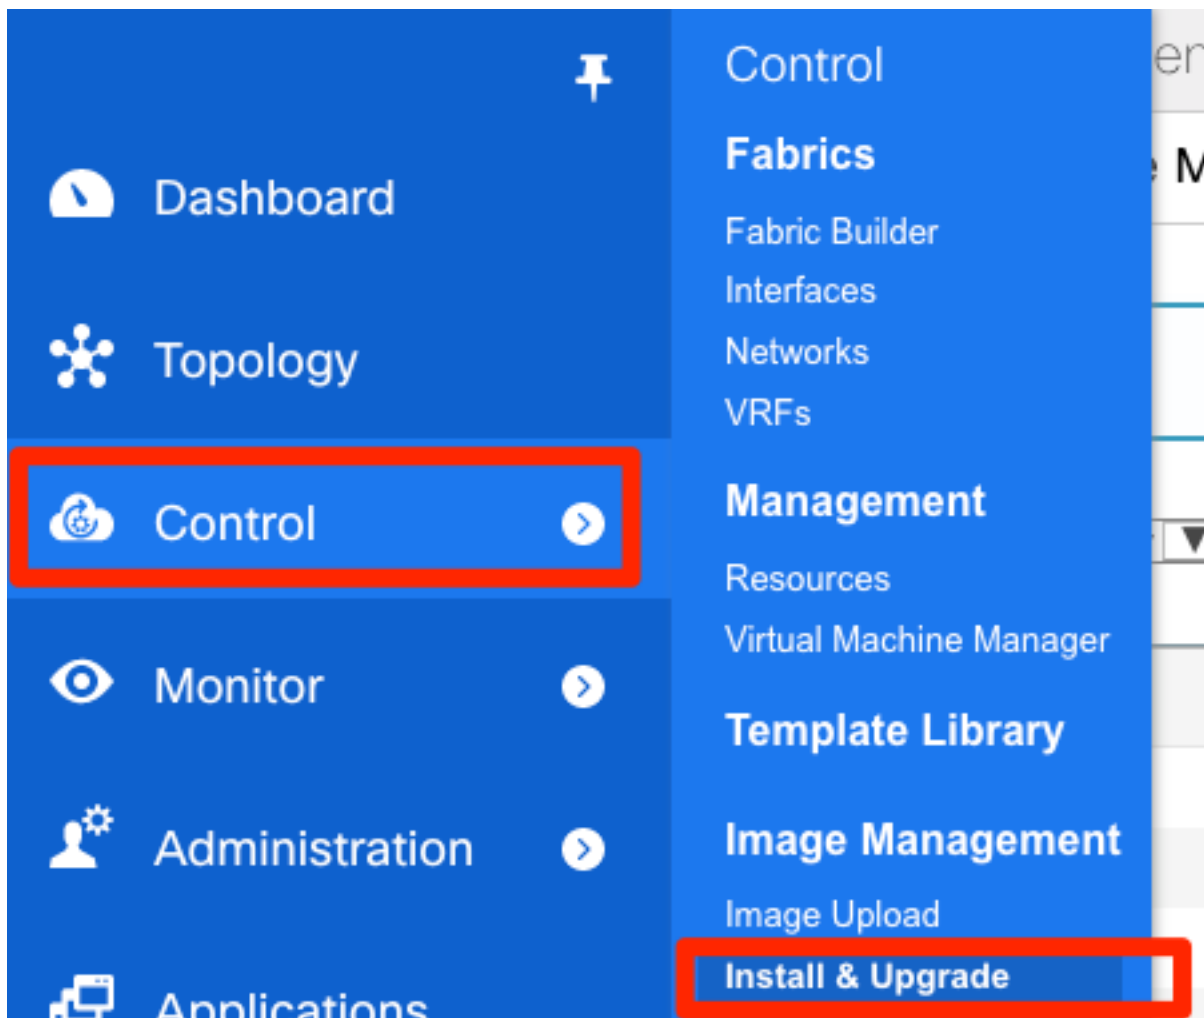 Dashboard
Topology
Control
Monitor
Administration
Applications
Control
Fabrics
Fabric Builder
Interfaces
Networks
VRFs
Management
Resources
Virtual Machine Manager
Template Library
Image Management
Image Upload
Install & Upgrade